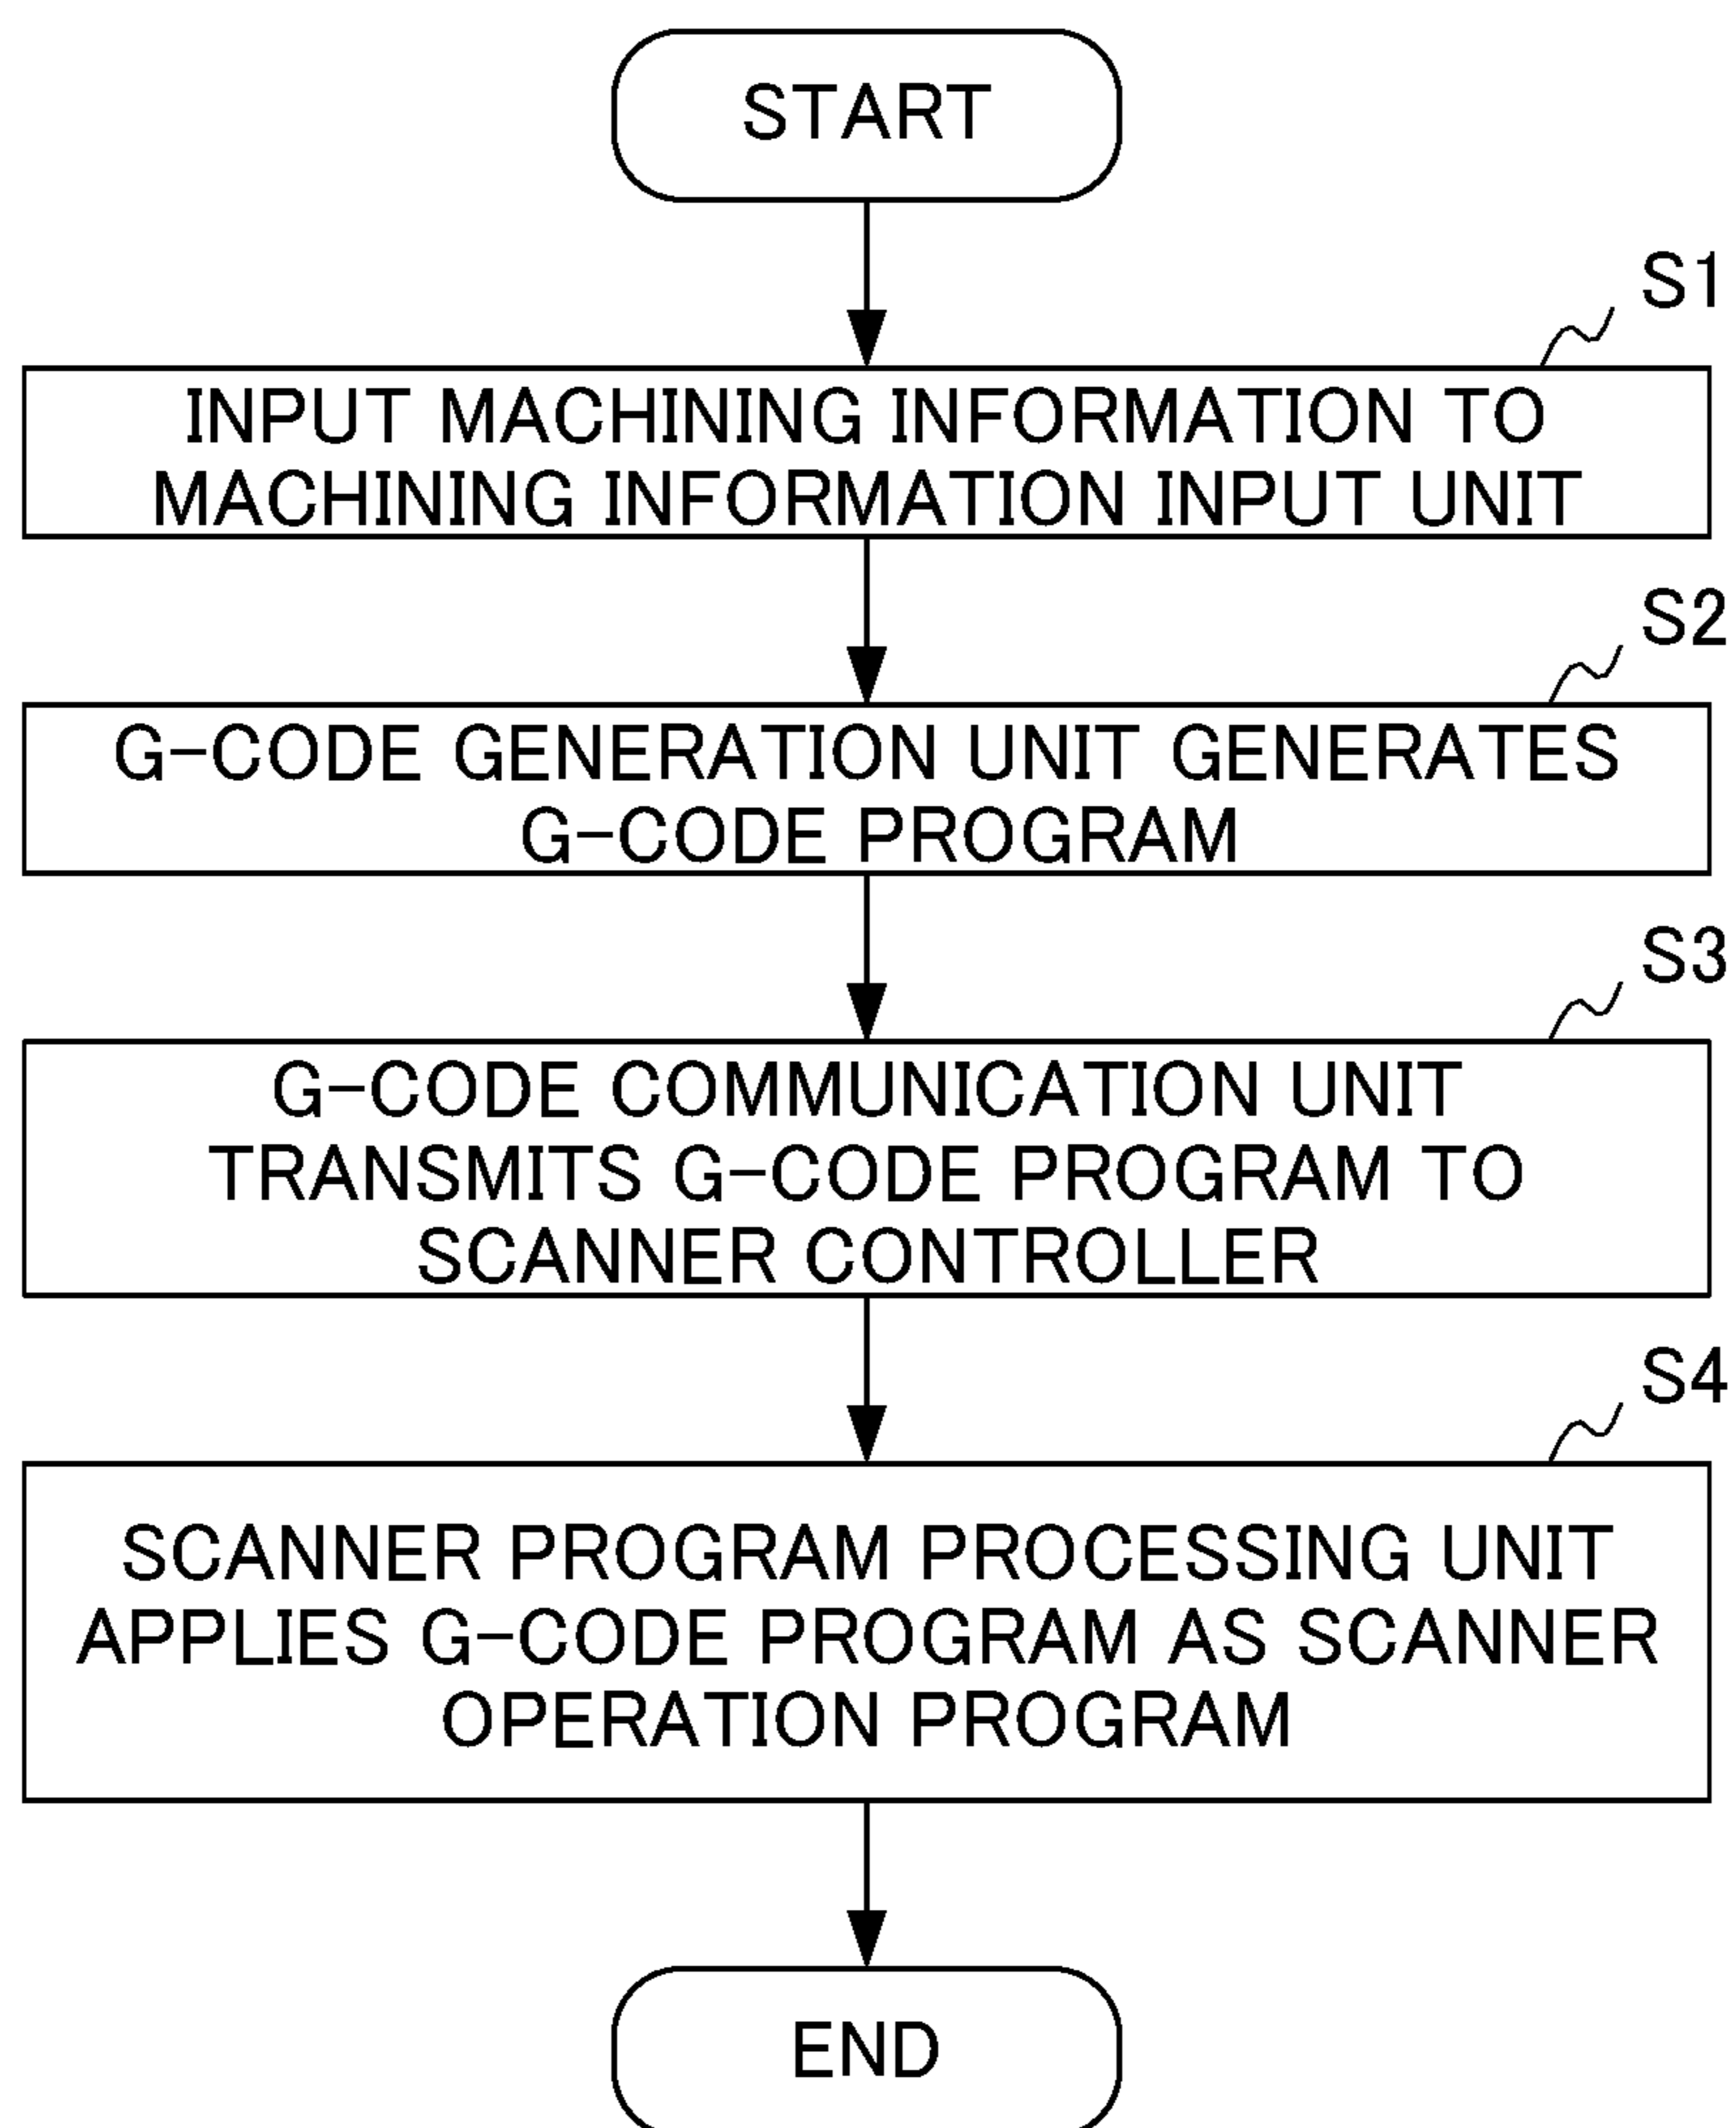 START
S1
INPUT MACHINING INFORMATION TO
MACHINING INFORMATION INPUT UNIT
S2
G-CODE GENERATION UNIT GENERATES
G-CODE PROGRAM
S3
G-CODE COMMUNICATION UNIT
TRANSMITS G-CODE PROGRAM TO
SCANNER CONTROLLER
S4
SCANNER PROGRAM PROCESSING UNIT
APPLIES G-CODE PROGRAM AS SCANNER
OPERATION PROGRAM
END